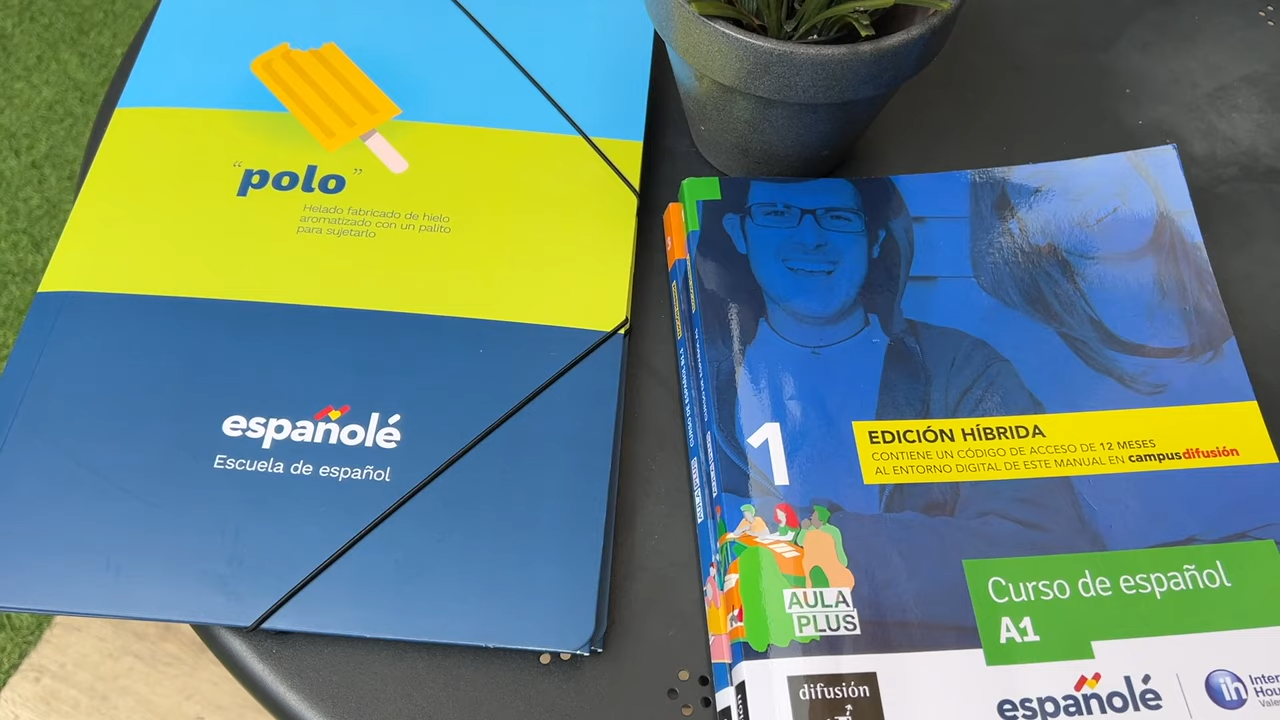 “polo”
Helado fabricado de hielo
aromatizado con un palito
para sujetarlo
españolé
Escuela de español
1
EDICIÓN HÍBRIDA
CONTIENE UN CÓDIGO DE ACCESO DE 12 MESES
AL ENTORNO DIGITAL DE ESTE MANUAL EN campusdifusión
AULA
PLUS
Curso de español
A1
difusión
españolé
ih